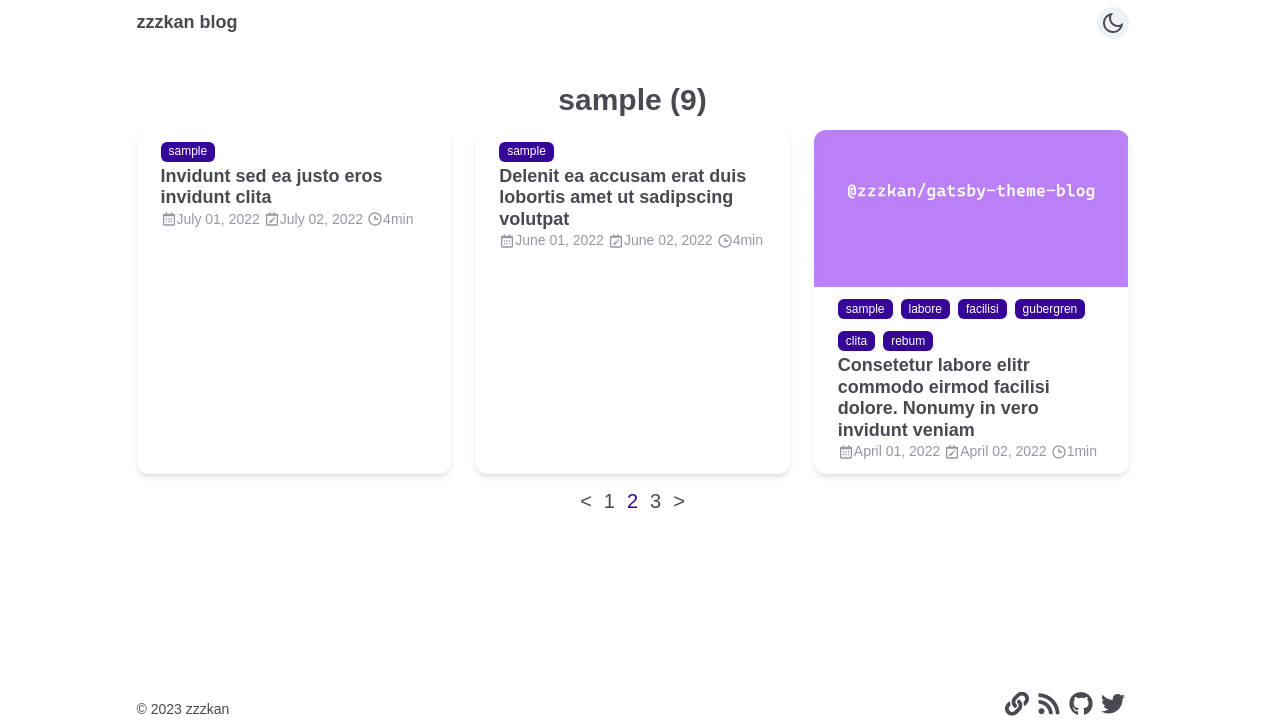 zzzkan blog
sample (9)
sample
Invidunt sed ea justo eros
invidunt clita
July 01, 2022 July 02, 2022 4min
sample
Delenit ea accusam erat duis
lobortis amet ut sadipscing
volutpat
June 01, 2022 June 02, 2022 4min
@zzzkan/gatsby-theme-blog
sample labore facilisi gubergren
clita rebum
Consetetur labore elitr
commodo eirmod facilisi
dolore. Nonumy in vero
invidunt veniam
April 01, 2022 April 02, 2022 1min
< 1 2 3 >
© 2023 zzzkan